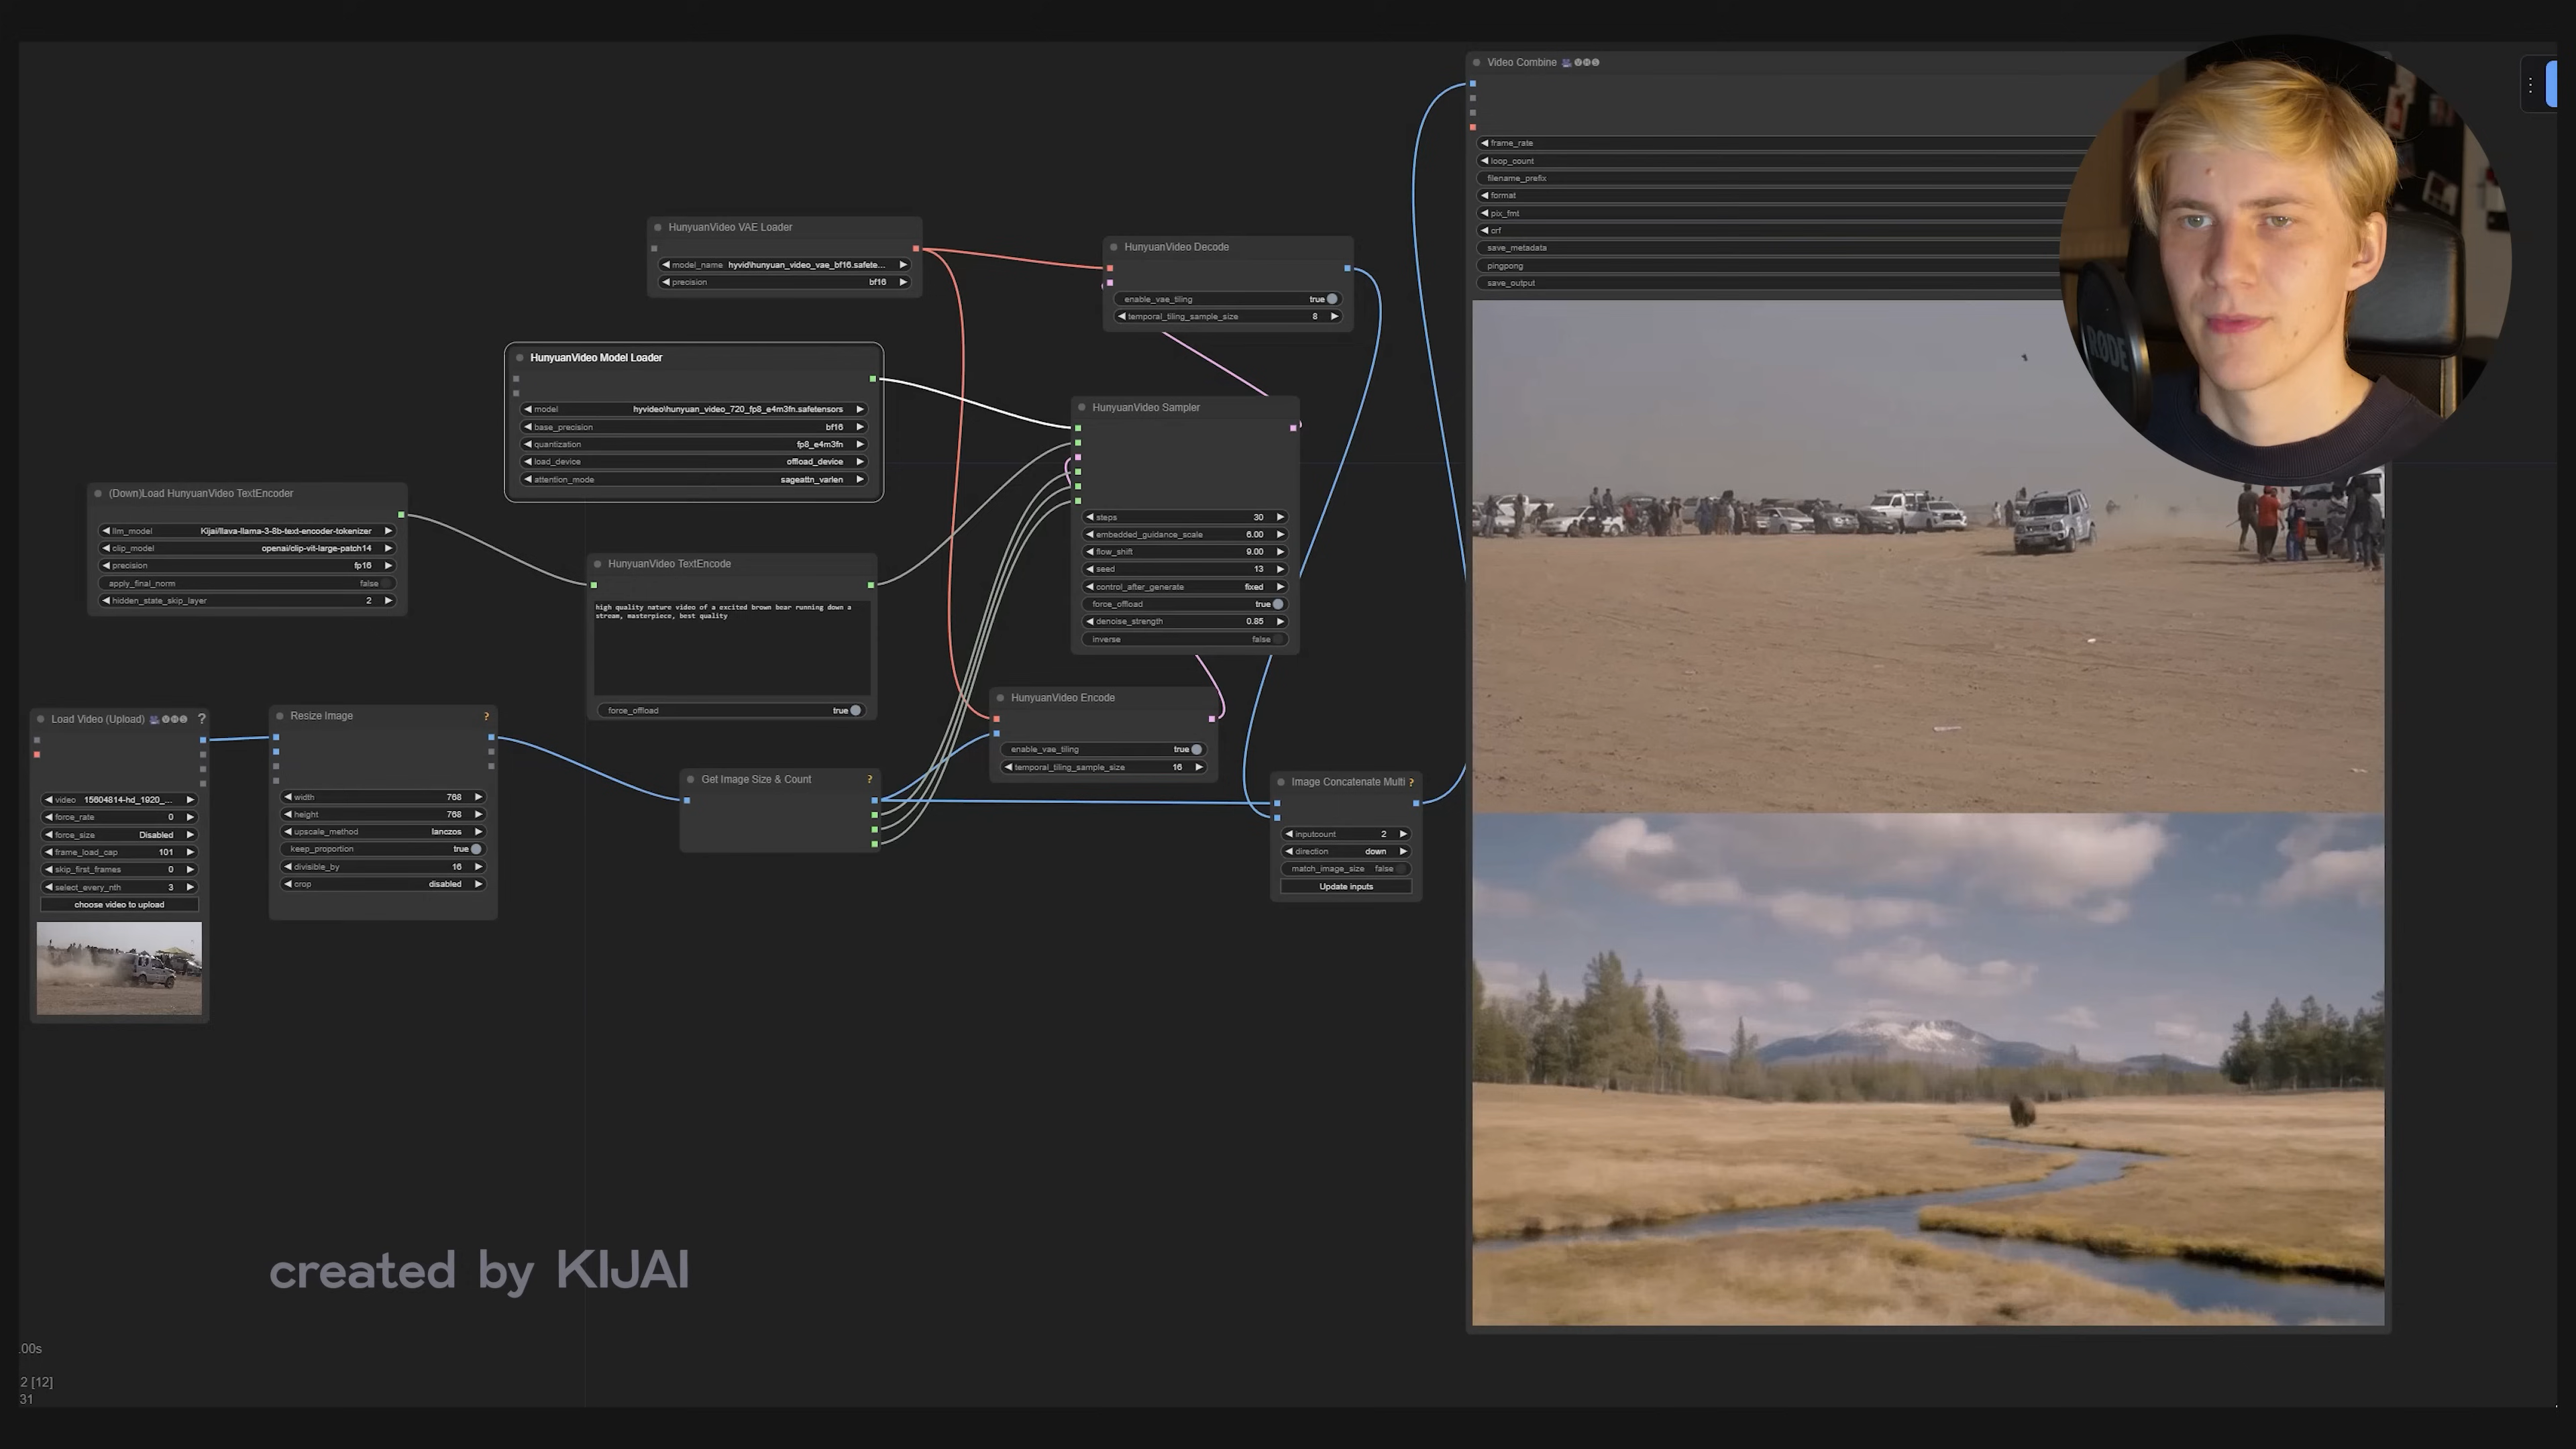 Video Combine
frame_rate
loop_count
filename_prefix
format
pix_fmt
crf
save_metadata
pingpong
save_output
RØDE
HunyuanVideo VAE Loader
model_name hyvid\hunyuan_video_vae_bf16.safete...
precision bf16
HunyuanVideo Decode
enable_vae_tiling true
temporal_tiling_sample_size 8
HunyuanVideo Model Loader
model hyvideo\hunyuan_video_720_fp8_e4m3fn.safetensors
base_precision bf16
quantization fp8_e4m3fn
load_device offload_device
attention_mode sageattn_varlen
HunyuanVideo Sampler
steps 30
embedded_guidance_scale 6.00
flow_shift 9.00
seed 13
control_after_generate fixed
force_offload true
denoise_strength 0.85
inverse false
(Down)Load HunyuanVideo TextEncoder
llm_model Kijai/llava-llama-3-8b-text-encoder-tokenizer
clip_model openai/clip-vit-large-patch14
precision fp16
apply_final_norm false
hidden_state_skip_layer 2
HunyuanVideo TextEncode
high quality nature video of a excited brown bear running down a
stream, masterpiece, best quality
force_offload true
HunyuanVideo Encode
enable_vae_tiling true
temporal_tiling_sample_size 16
Load Video (Upload) ?
video 15604814-hd_1920_...
force_rate 0
force_size Disabled
frame_load_cap 101
skip_first_frames 0
select_every_nth 3
choose video to upload
Resize Image ?
width 768
height 768
upscale_method lanczos
keep_proportion true
divisible_by 16
crop disabled
Get Image Size & Count ?
Image Concatenate Multi ?
inputcount 2
direction down
match_image_size false
Update inputs
created by KIJAI
.00s
2 [12]
31